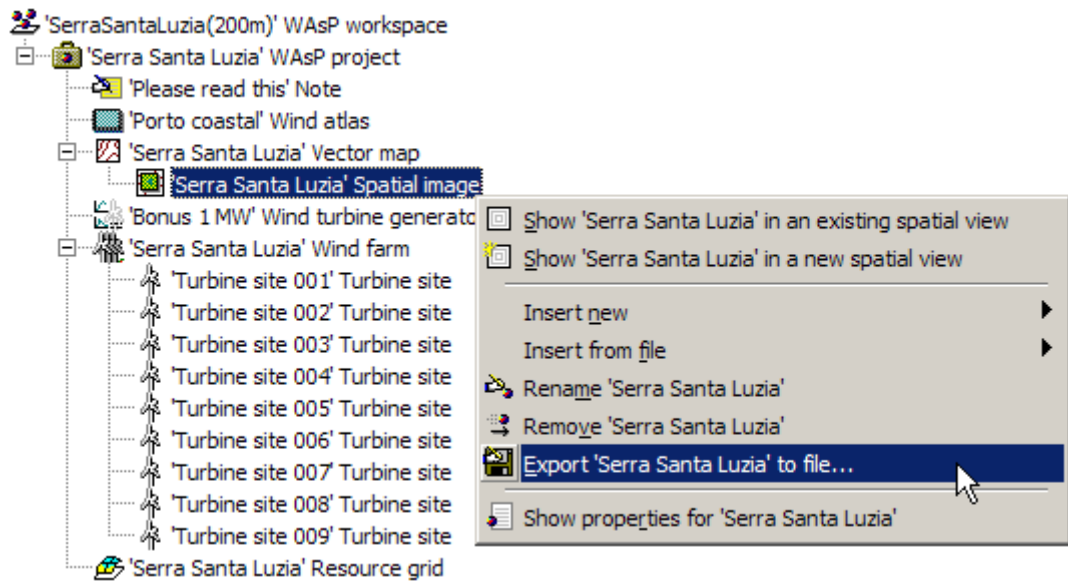 'SerraSantaLuzia(200m)' WAsP workspace
'Serra Santa Luzia' WAsP project
'Please read this' Note
'Porto coastal' Wind atlas
'Serra Santa Luzia' Vector map
'Serra Santa Luzia' Spatial image
'Bonus 1 MW' Wind turbine generato
'Serra Santa Luzia' Wind farm
'Turbine site 001' Turbine site
'Turbine site 002' Turbine site
'Turbine site 003' Turbine site
'Turbine site 004' Turbine site
'Turbine site 005' Turbine site
'Turbine site 006' Turbine site
'Turbine site 007' Turbine site
'Turbine site 008' Turbine site
'Turbine site 009' Turbine site
'Serra Santa Luzia' Resource grid
Show 'Serra Santa Luzia' in an existing spatial view
Show 'Serra Santa Luzia' in a new spatial view
Insert new
Insert from file
Rename 'Serra Santa Luzia'
Remove 'Serra Santa Luzia'
Export 'Serra Santa Luzia' to file...
Show properties for 'Serra Santa Luzia'